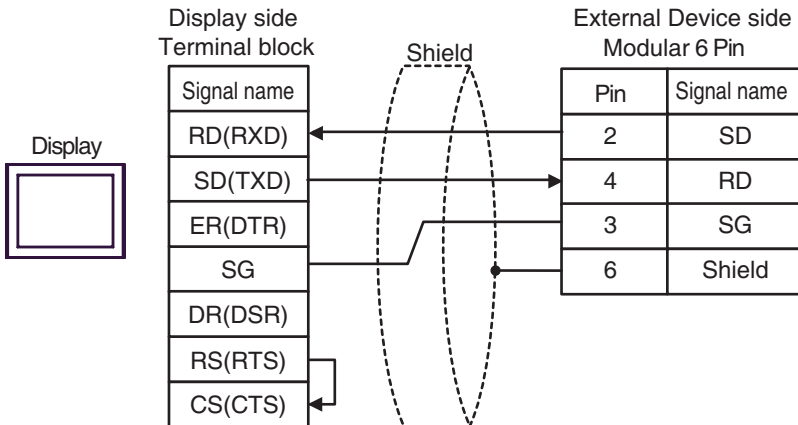 Display side
Terminal block
External Device side
Modular 6 Pin
Shield
Signal name
Pin Signal name
RD(RXD)
2 SD
Display
SD(TXD)
4 RD
ER(DTR)
3 SG
SG
6 Shield
DR(DSR)
RS(RTS)
CS(CTS)